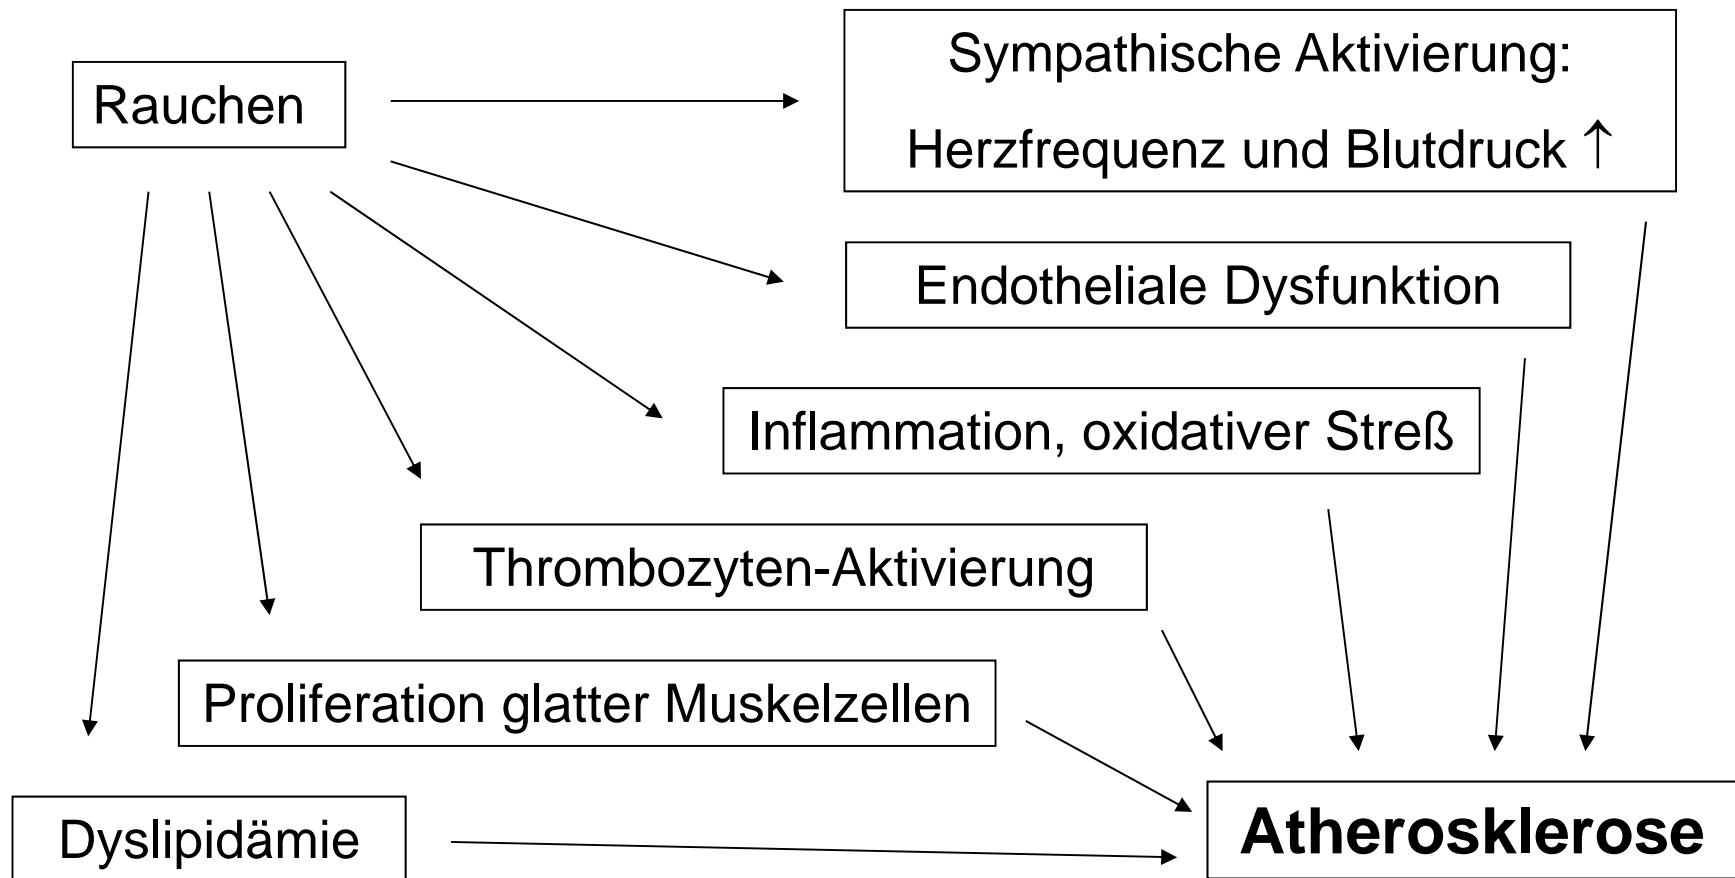 Rauchen
Sympathische Aktivierung:
Herzfrequenz und Blutdruck ↑
Endotheliale Dysfunktion
Inflammation, oxidativer Streß
Thrombozyten-Aktivierung
Proliferation glatter Muskelzellen
Dyslipidämie
Atherosklerose